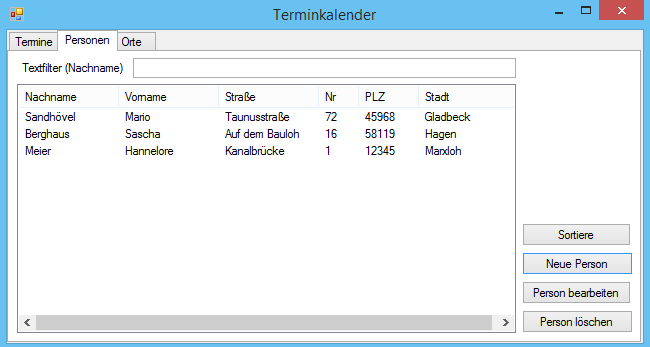 Terminkalender
Termine Personen Orte
Textfilter (Nachname)
Nachname Vorname Straße Nr PLZ Stadt
Sandhövel Mario Taunusstraße 72 45968 Gladbeck
Berghaus Sascha Auf dem Bauloh 16 58119 Hagen
Meier Hannelore Kanalbrücke 1 12345 Marxloh
Sortiere
Neue Person
Person bearbeiten
Person löschen